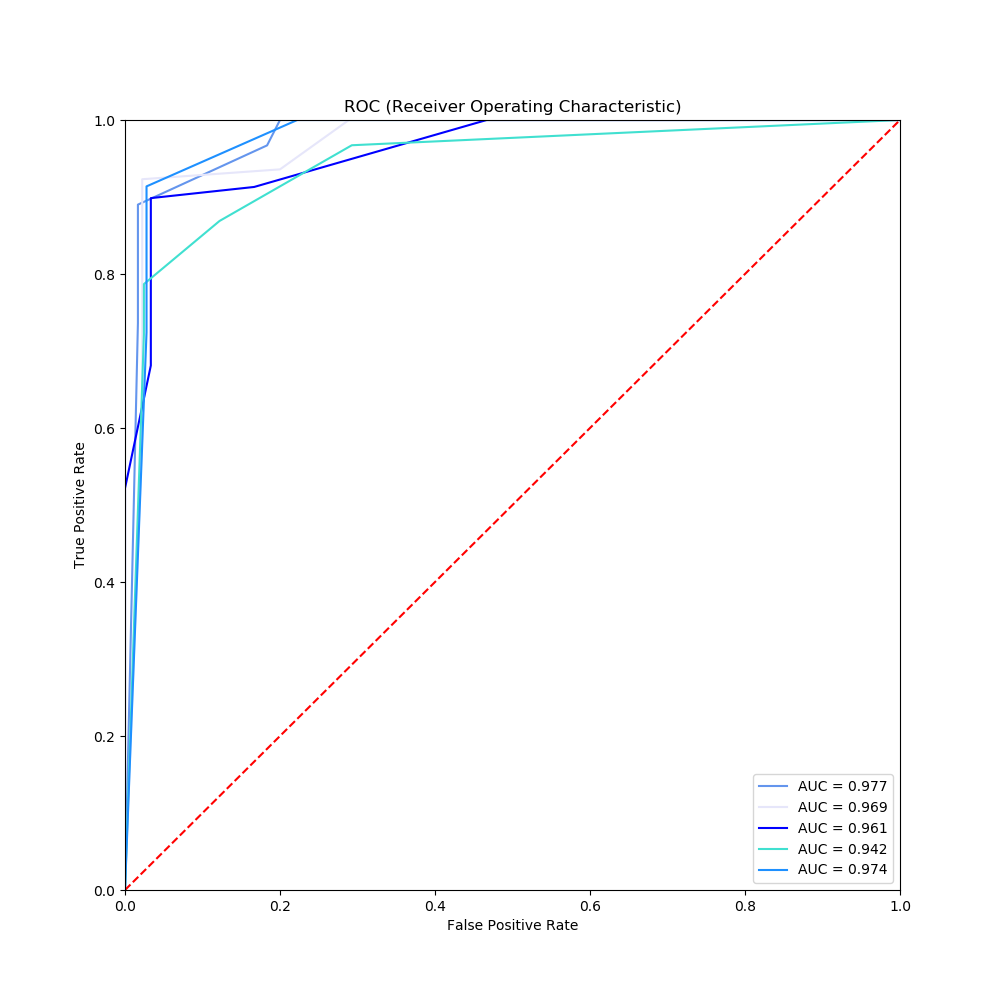 ROC (Receiver Operating Characteristic)
1.0
0.8
0.6
0.4
0.2
0.0
True Positive Rate
0.0 0.2 0.4 0.6 0.8 1.0
False Positive Rate
AUC = 0.977
AUC = 0.969
AUC = 0.961
AUC = 0.942
AUC = 0.974